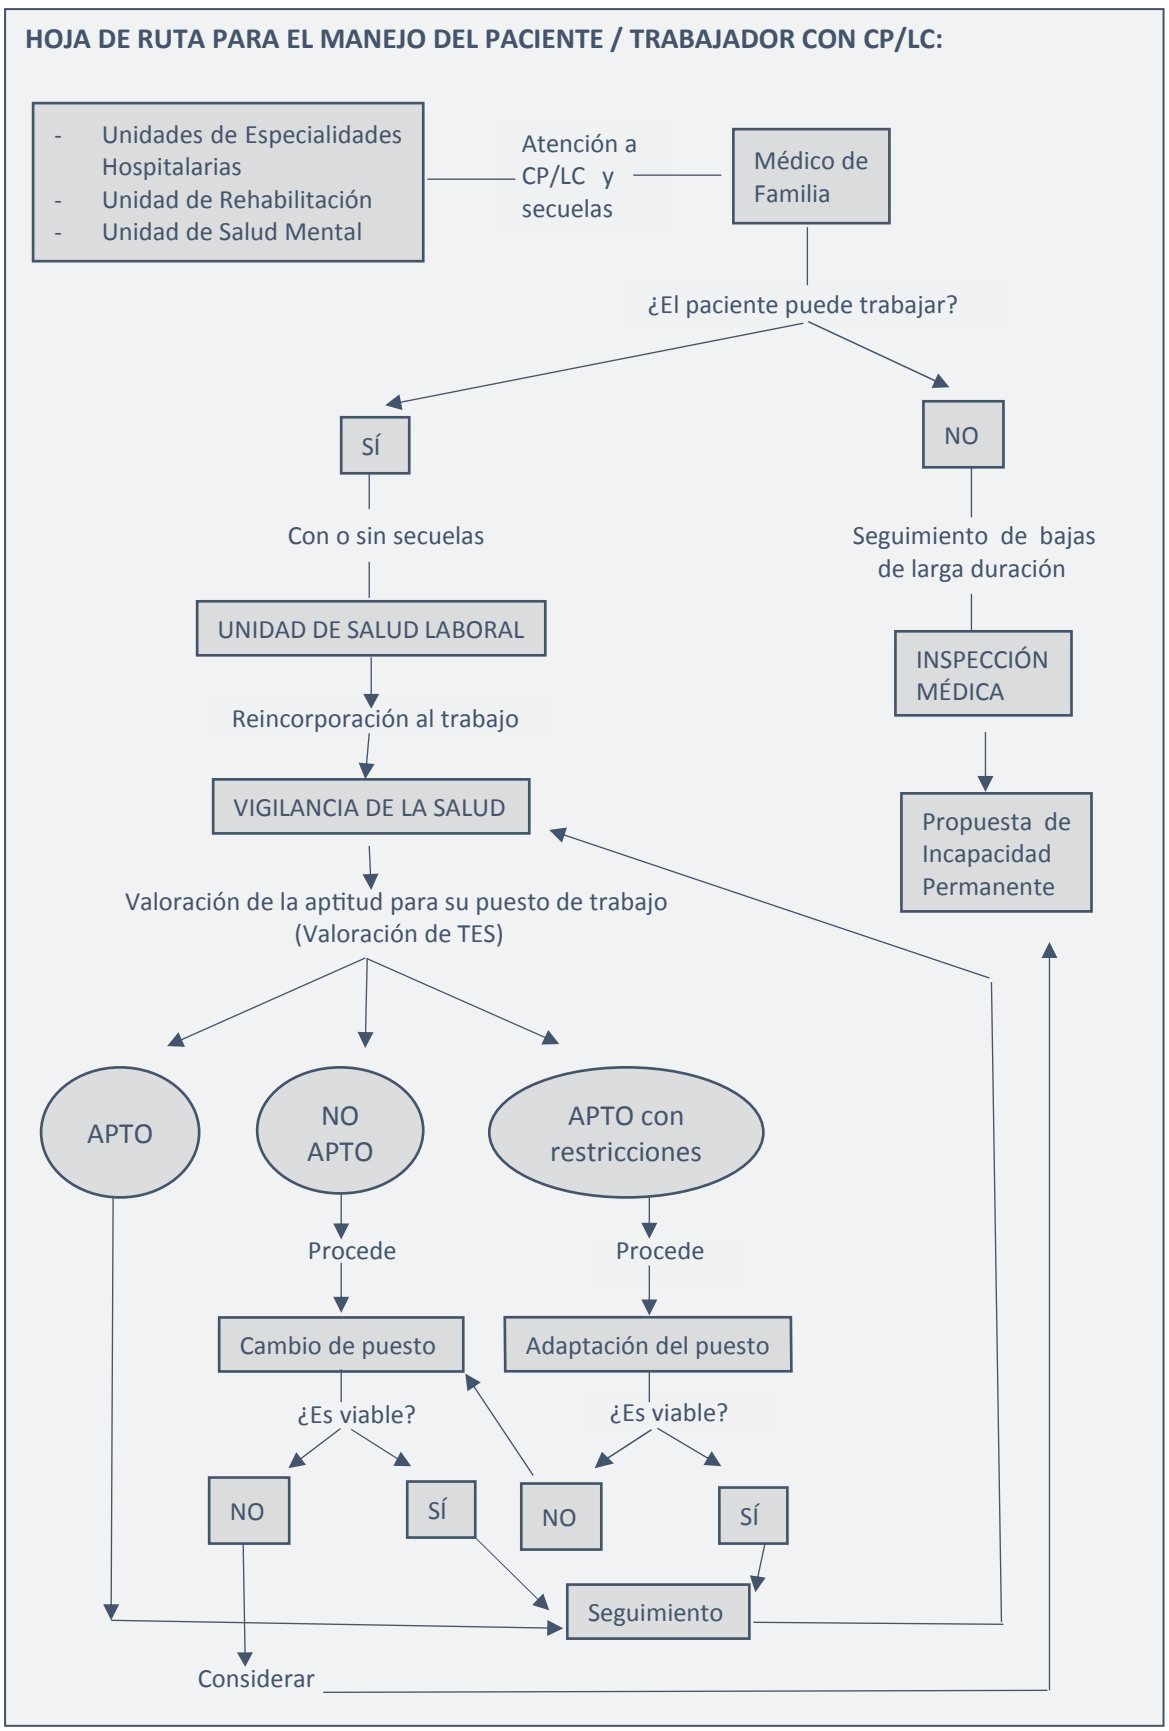 HOJA DE RUTA PARA EL MANEJO DEL PACIENTE / TRABAJADOR CON CP/LC:
- Unidades de Especialidades
Hospitalarias
- Unidad de Rehabilitación
- Unidad de Salud Mental
Atención a
CP/LC y
secuelas
Médico de
Familia
¿El paciente puede trabajar?
SÍ
NO
Con o sin secuelas
Seguimiento de bajas
de larga duración
UNIDAD DE SALUD LABORAL
INSPECCIÓN
MÉDICA
Reincorporación al trabajo
VIGILANCIA DE LA SALUD
Propuesta de
Incapacidad
Permanente
Valoración de la aptitud para su puesto de trabajo
(Valoración de TES)
APTO
NO
APTO
APTO con
restricciones
Procede
Procede
Cambio de puesto
Adaptación del puesto
¿Es viable?
¿Es viable?
NO
SÍ
NO
SÍ
Seguimiento
Considerar